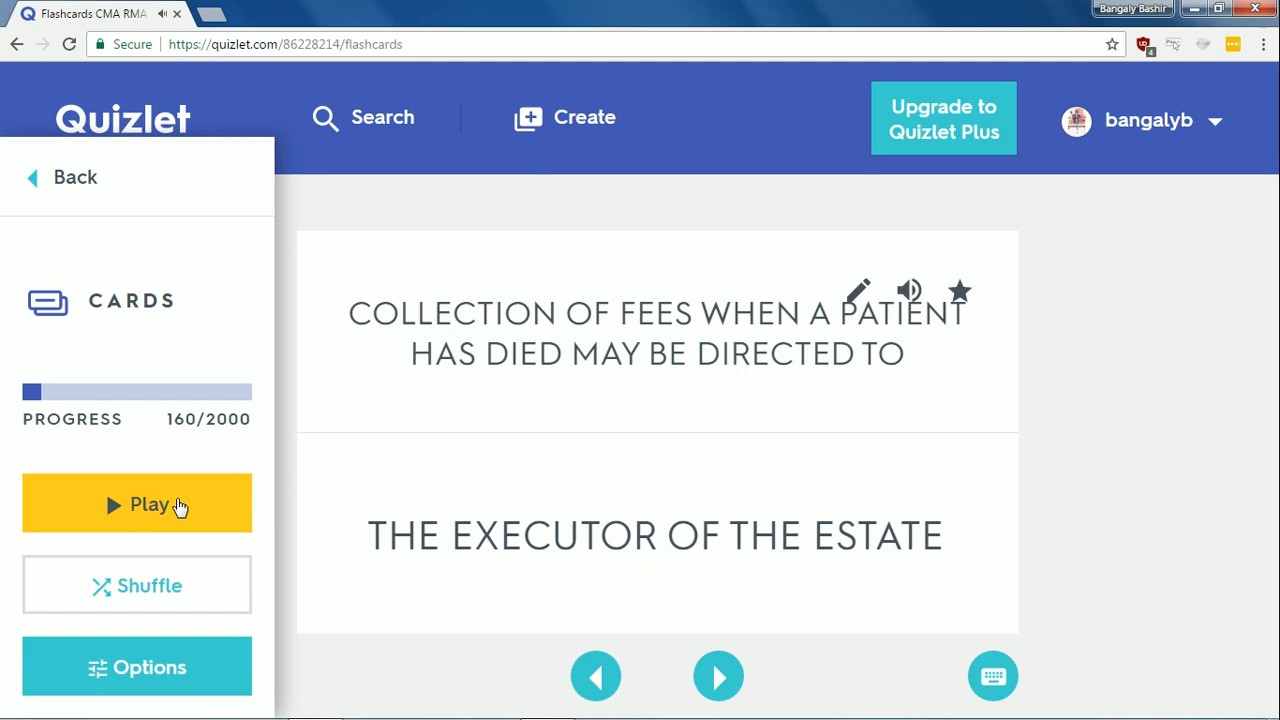 Flashcards CMA RMA
Bangaly Bashir
Secure
https://quizlet.com/86228214/flashcards
4
Quizlet
Search
Create
Upgrade to
Quizlet Plus
bangalyb
Back
CARDS
PROGRESS 160/2000
Play
Shuffle
Options
COLLECTION OF FEES WHEN A PATIENT
HAS DIED MAY BE DIRECTED TO
THE EXECUTOR OF THE ESTATE